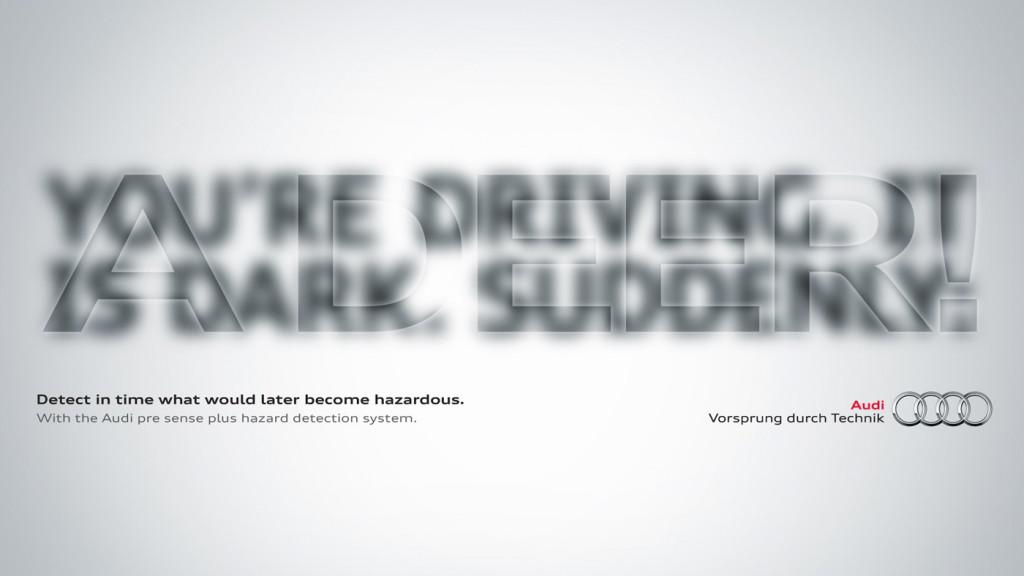 YOU'RE DRIVING. IT
IS DARK. SUDDENLY:
A DEER!
Detect in time what would later become hazardous.
With the Audi pre sense plus hazard detection system.
Audi
Vorsprung durch Technik